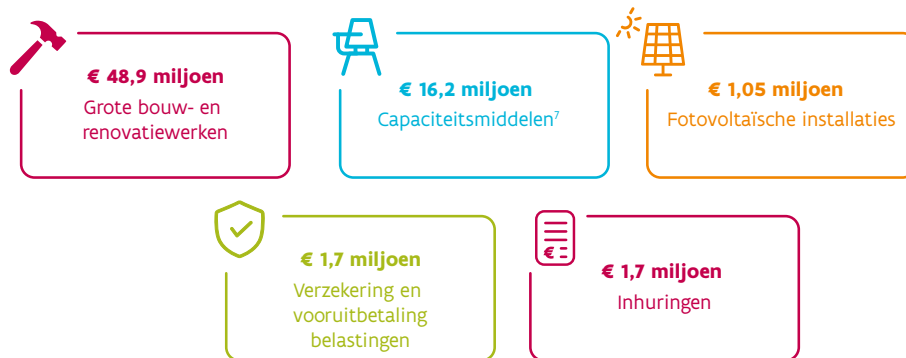 € 48,9 miljoen
Grote bouw- en
renovatiewerken
€ 16,2 miljoen
Capaciteitsmiddelen⁷
€ 1,05 miljoen
Fotovoltaïsche installaties
€ 1,7 miljoen
Verzekering en
vooruitbetaling
belastingen
€
€ 1,7 miljoen
Inhuringen